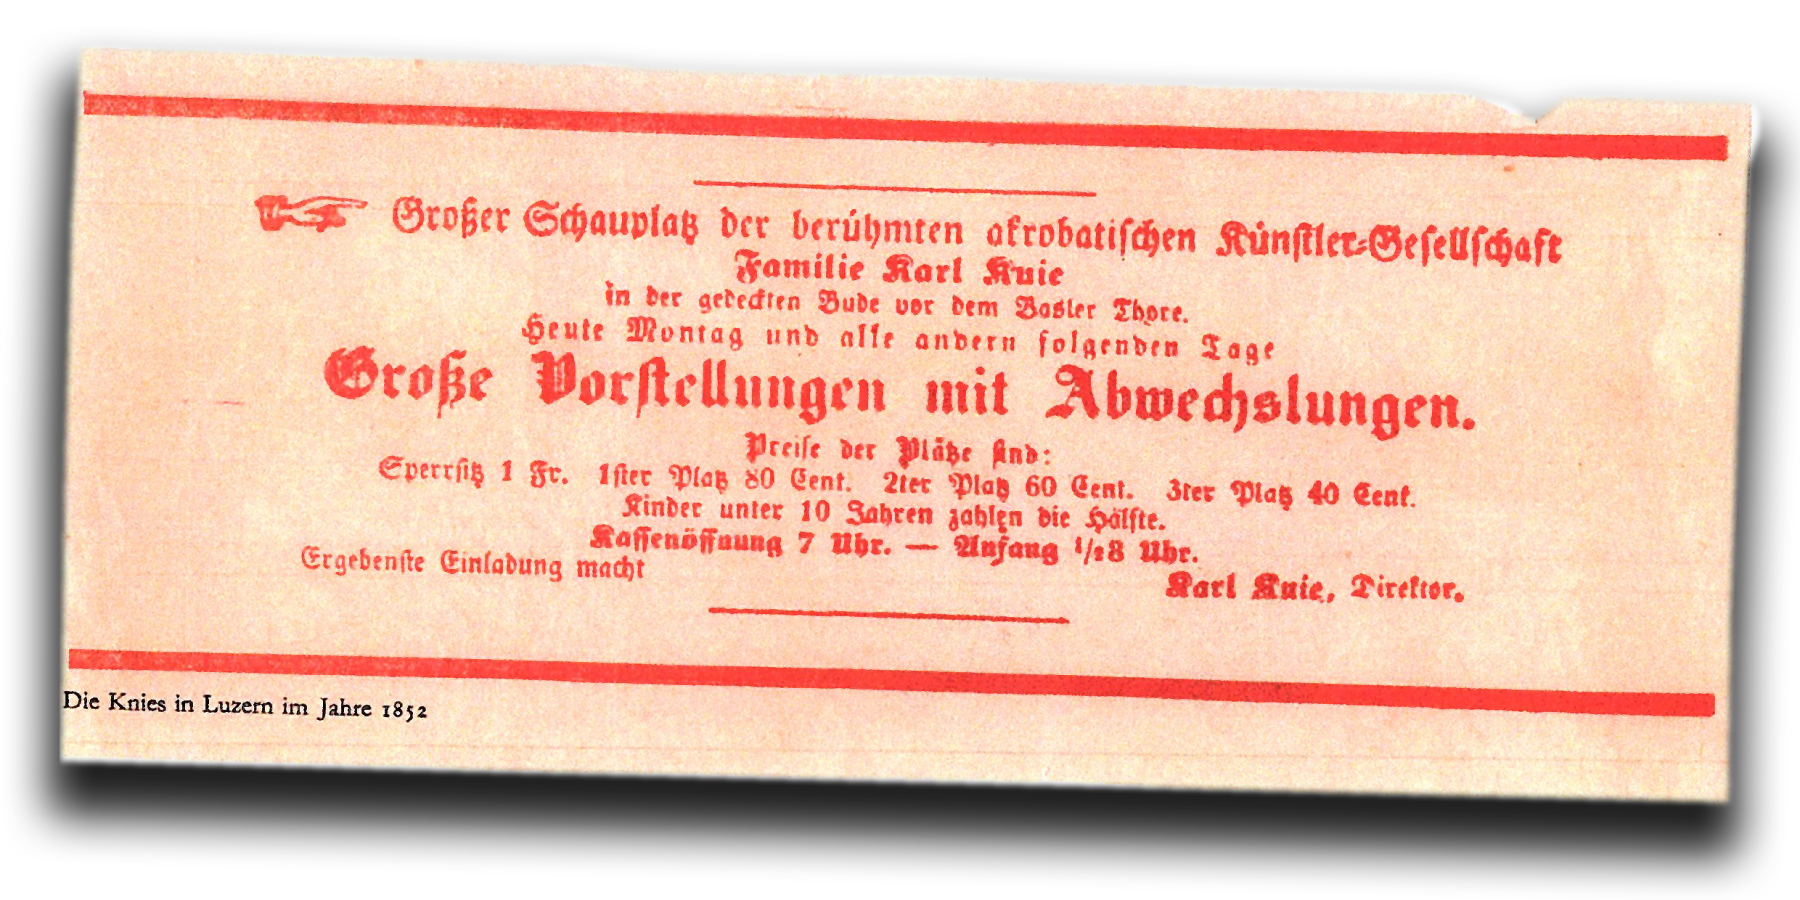 Großer Schauplatz der berühmten akrobatischen Künstler-Gesellschaft
Familie Karl Knie
in der gedeckten Bude vor dem Basler Thore.
Heute Montag und alle andern folgenden Tage
Große Vorstellungen mit Abwechslungen.
Preise der Plätze sind:
Sperrsitz 1 Fr. 1ster Platz 80 Cent. 2ter Platz 60 Cent. 3ter Platz 40 Cent.
Kinder unter 10 Jahren zahlen die Hälfte.
Kassenöffnung 7 Uhr. — Anfang 1/28 Uhr.
Ergebenste Einladung macht
Karl Knie, Direktor.
Die Knies in Luzern im Jahre 1852